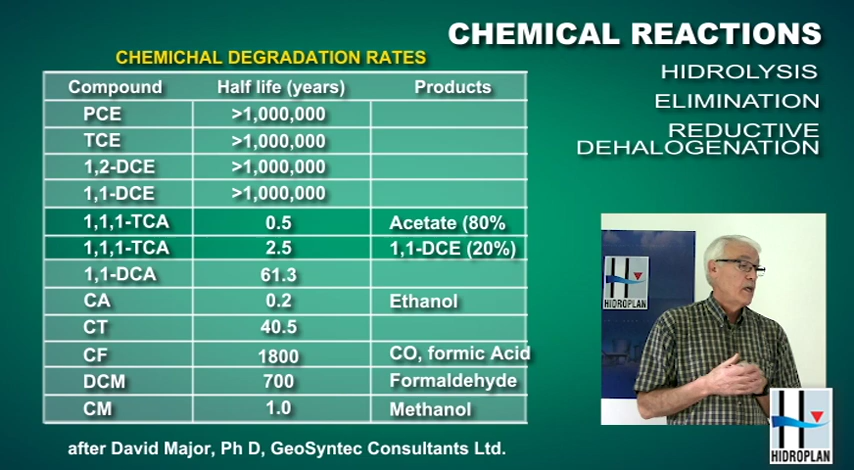 CHEMICAL REACTIONS
HIDROLYSIS
ELIMINATION
REDUCTIVE
DEHALOGENATION
CHEMICHAL DEGRADATION RATES
Compound Half life (years) Products
PCE >1,000,000
TCE >1,000,000
1,2-DCE >1,000,000
1,1-DCE >1,000,000
1,1,1-TCA 0.5 Acetate (80%
1,1,1-TCA 2.5 1,1-DCE (20%)
1,1-DCA 61.3
CA 0.2 Ethanol
CT 40.5
CF 1800 CO, formic Acid
DCM 700 Formaldehyde
CM 1.0 Methanol
after David Major, Ph D, GeoSyntec Consultants Ltd.
HIDROPLAN
HIDROPLAN